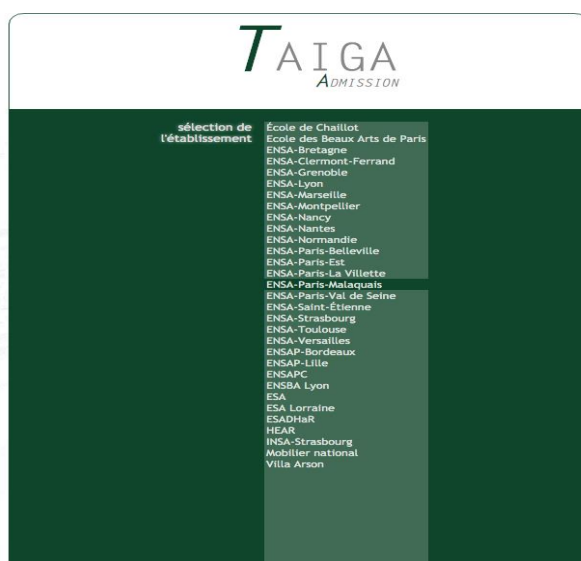 TAIGA
ADMISSION
sélection de
l'établissement
École de Chaillot
Ecole des Beaux Arts de Paris
ENSA-Bretagne
ENSA-Clermont-Ferrand
ENSA-Grenoble
ENSA-Lyon
ENSA-Marseille
ENSA-Montpellier
ENSA-Nancy
ENSA-Nantes
ENSA-Normandie
ENSA-Paris-Belleville
ENSA-Paris-Est
ENSA-Paris-La Villette
ENSA-Paris-Malaquais
ENSA-Paris-Val de Seine
ENSA-Saint-Étienne
ENSA-Strasbourg
ENSA-Toulouse
ENSA-Versailles
ENSAP-Bordeaux
ENSAP-Lille
ENSAPC
ENSBA Lyon
ESA
ESA Lorraine
ESADHaR
HEAR
INSA-Strasbourg
Mobilier national
Villa Arson